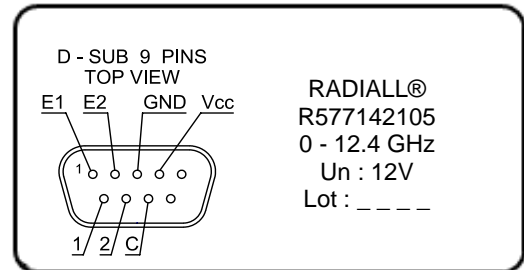 D - SUB 9 PINS
TOP VIEW
E1 E2 GND Vcc
1
1 2 C
RADIALL®
R577142105
0 - 12.4 GHz
Un : 12V
Lot : _ _ _ _